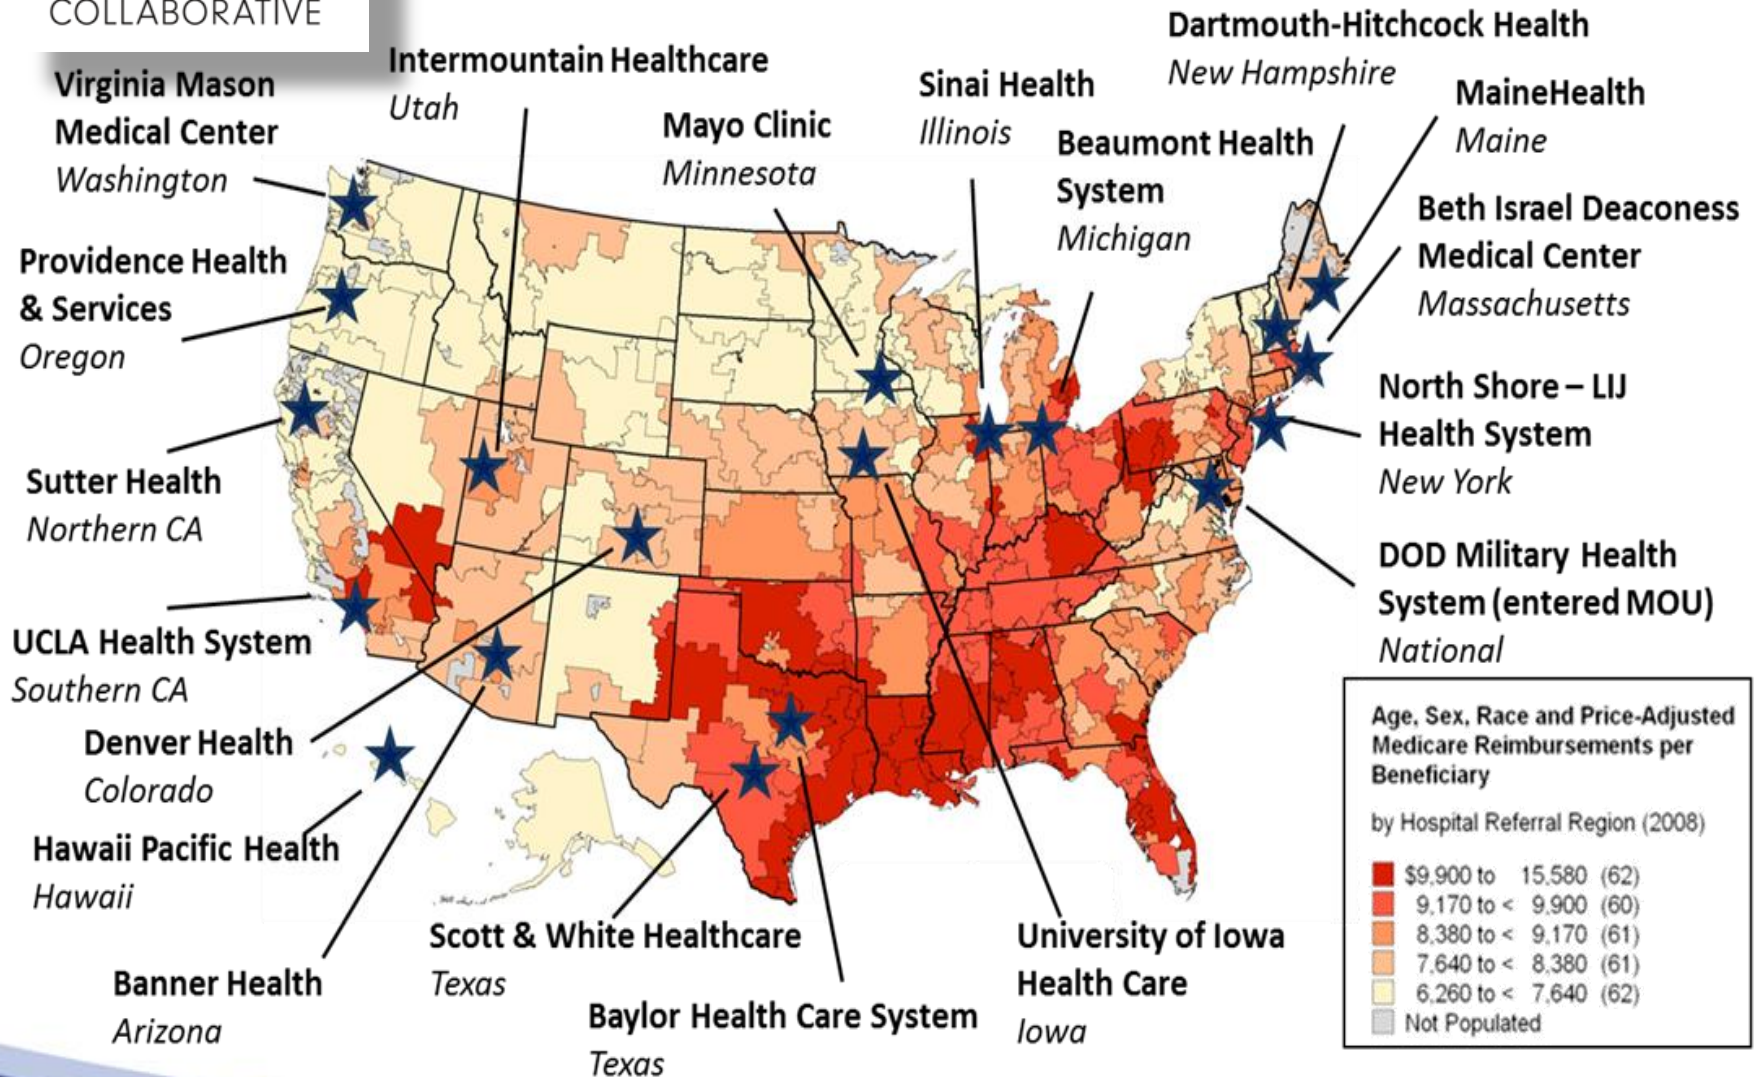 COLLABORATIVE
Virginia Mason
Medical Center
Washington
Intermountain Healthcare
Utah
Mayo Clinic
Minnesota
Sinai Health
Illinois
Beaumont Health
System
Michigan
Dartmouth-Hitchcock Health
New Hampshire
MaineHealth
Maine
Beth Israel Deaconess
Medical Center
Massachusetts
Providence Health
& Services
Oregon
North Shore – LIJ
Health System
New York
Sutter Health
Northern CA
DOD Military Health
System (entered MOU)
National
UCLA Health System
Southern CA
Denver Health
Colorado
Hawaii Pacific Health
Hawaii
Banner Health
Arizona
Scott & White Healthcare
Texas
Baylor Health Care System
Texas
University of Iowa
Health Care
Iowa
Age, Sex, Race and Price-Adjusted
Medicare Reimbursements per
Beneficiary
by Hospital Referral Region (2008)
$9,900 to 15,580 (62)
9,170 to < 9,900 (60)
8,380 to < 9,170 (61)
7,640 to < 8,380 (61)
6,260 to < 7,640 (62)
Not Populated